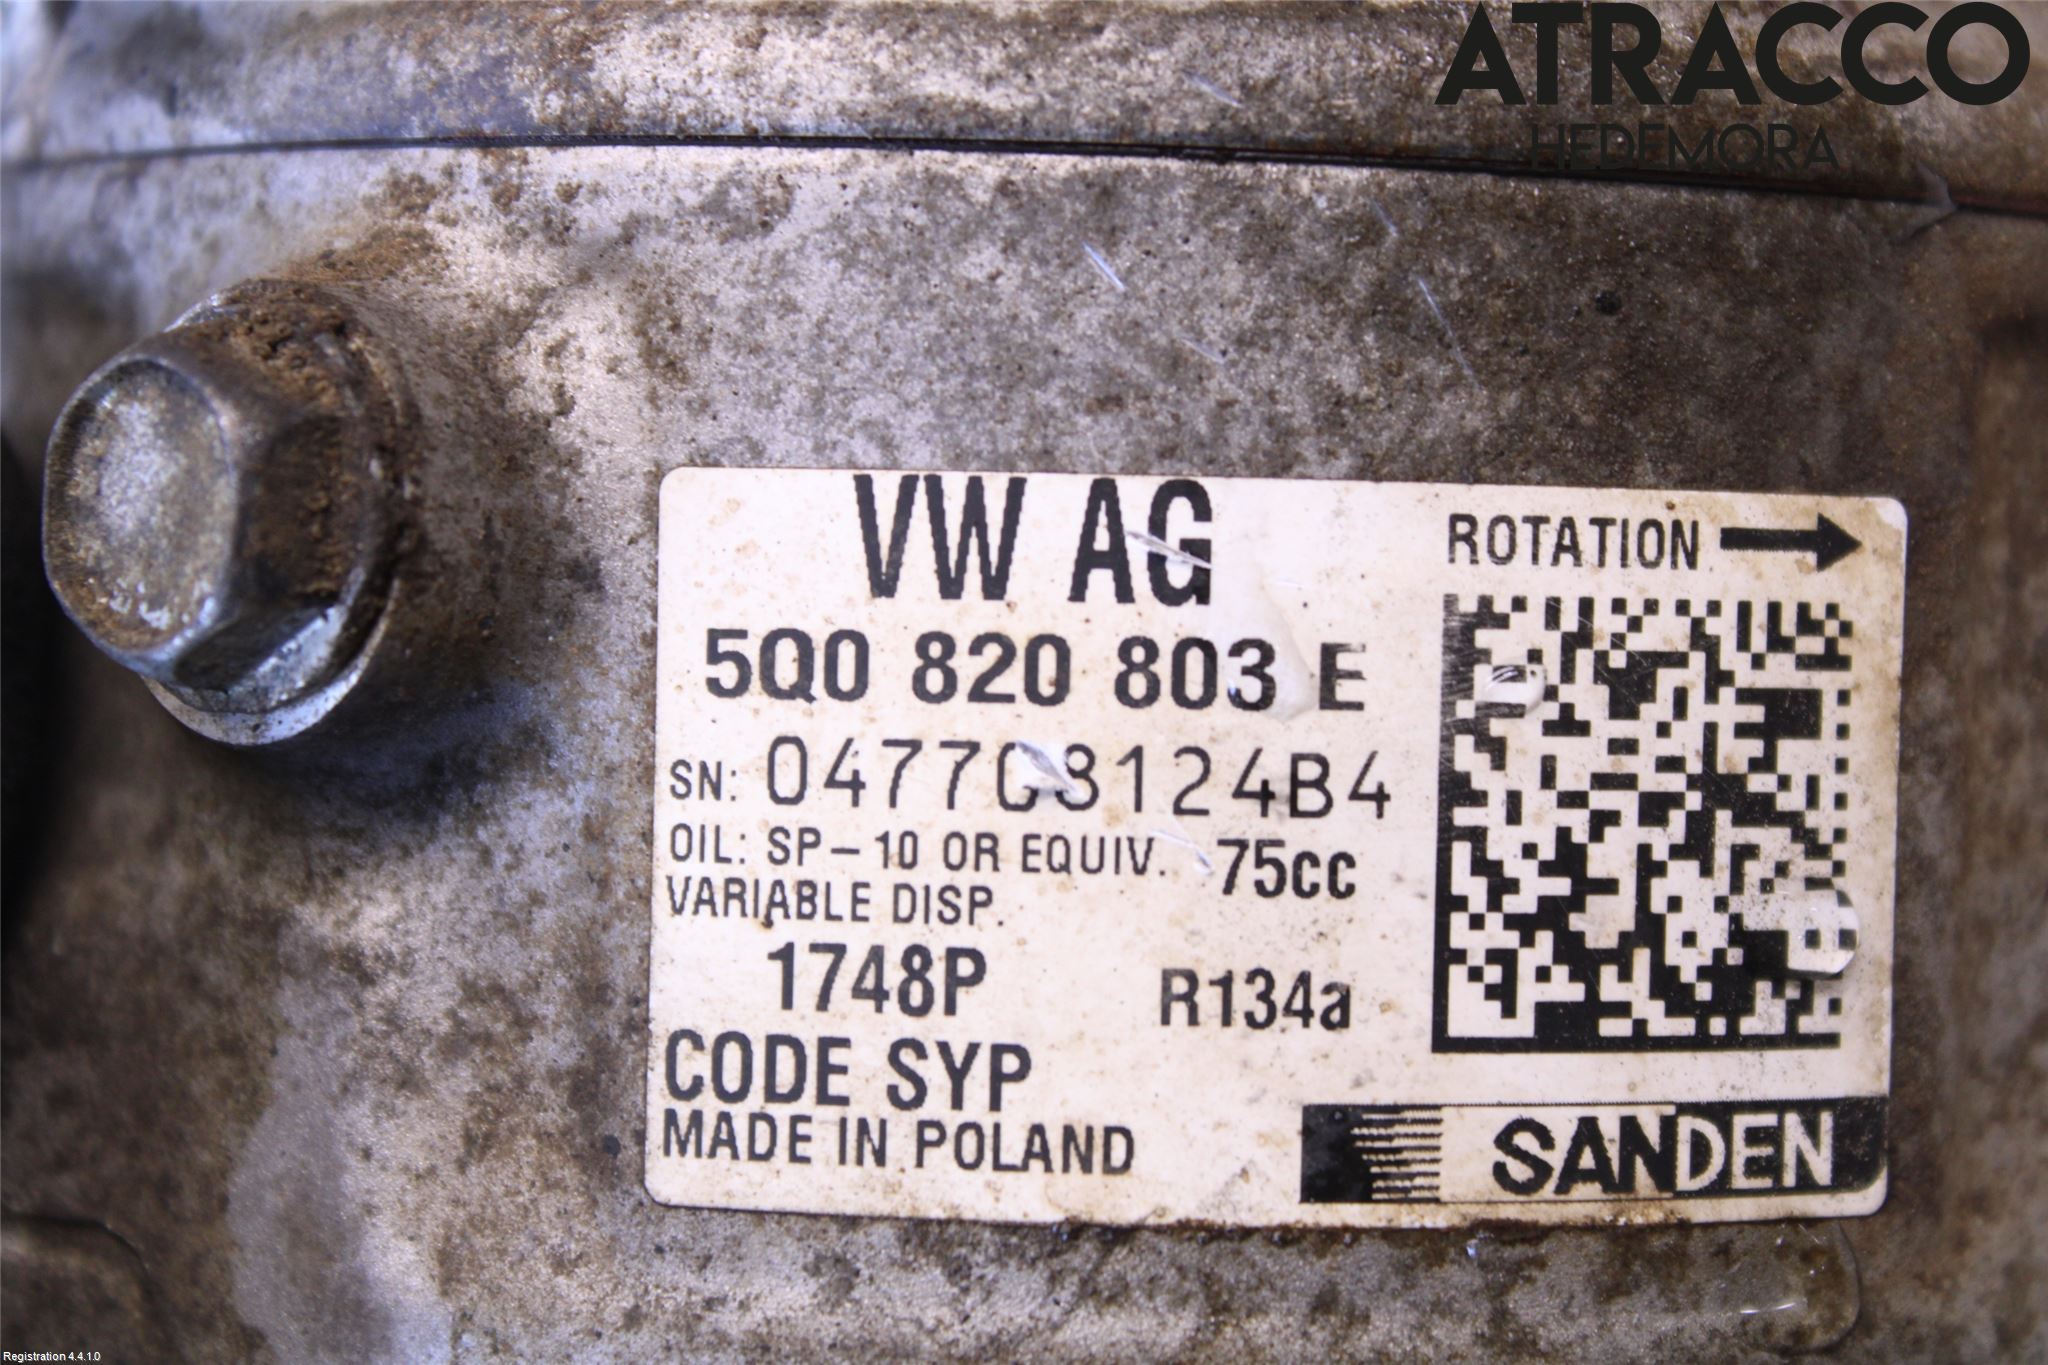 ATRACCO
HEDEMORA
VW AG
ROTATION
5Q0 820 803 E
SN:
OIL: SP-10 OR EQUIV. 75cc
VARIABLE DISP.
1748P R134a
CODE SYP
MADE IN POLAND
SANDEN
Registration 4.4.1.0